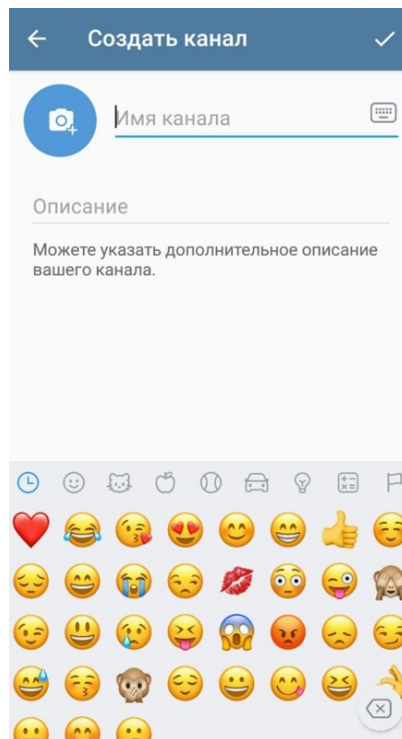 Создать канал
Имя канала
Описание
Можете указать дополнительное описание
вашего канала.